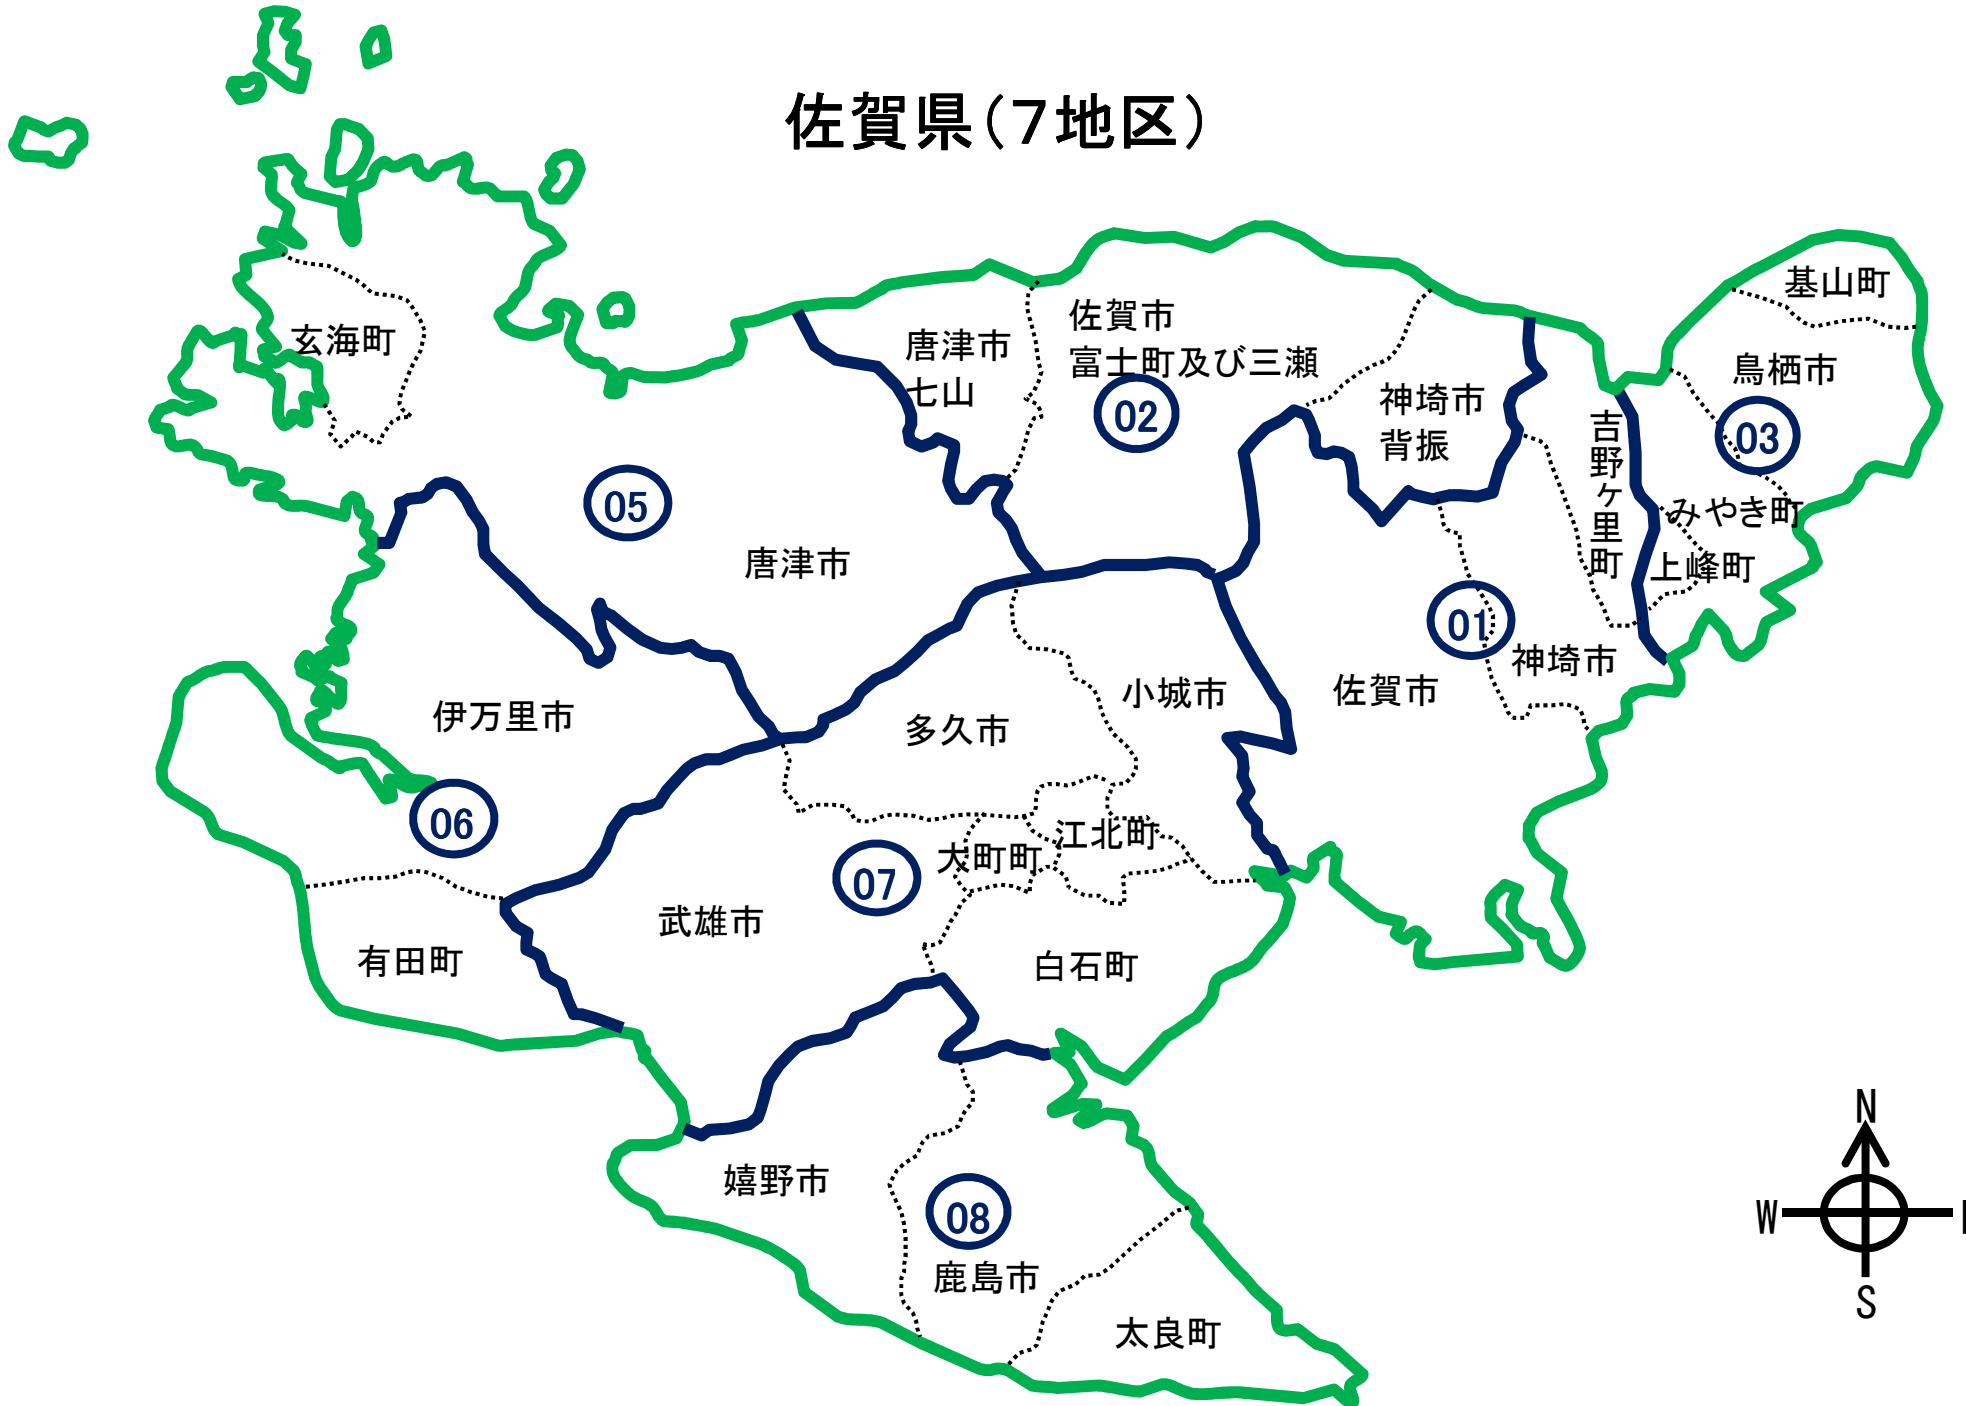 佐賀県（7地区）
基山町
佐賀市
富士町及び三瀬
唐津市
七山
玄海町
鳥栖市
神埼市
背振
02
03
吉野ヶ里町
05
みやき町
唐津市
上峰町
01
神埼市
小城市
佐賀市
伊万里市
多久市
06
江北町
大町町
07
武雄市
有田町
白石町
嬉野市
08
鹿島市
太良町
N
W
S